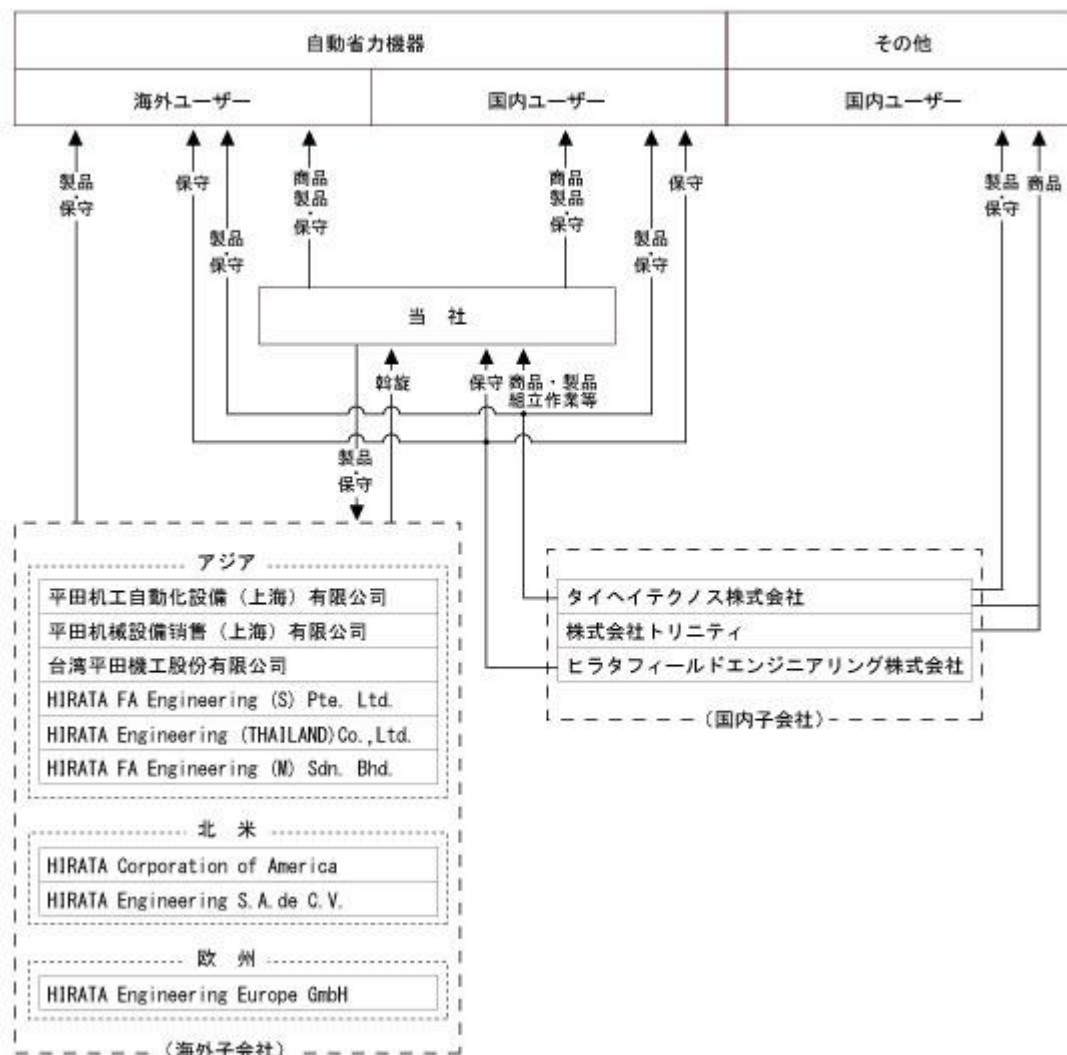 自動省力機器
その他
海外ユーザー
国内ユーザー
国内ユーザー
製品・保守
保守
製品・保守
商品・製品・保守
商品・製品・保守
製品・保守
保守
製品・保守
商品
当 社
斡旋
保守
商品・製品
組立作業等
製品・保守
アジア
平田机工自動化設備（上海）有限公司
平田机械設備销售（上海）有限公司
台湾平田機工股份有限公司
HIRATA FA Engineering (S) Pte. Ltd.
HIRATA Engineering (THAILAND)Co.,Ltd.
HIRATA FA Engineering (M) Sdn. Bhd.
北 米
HIRATA Corporation of America
HIRATA Engineering S.A.de C.V.
欧 州
HIRATA Engineering Europe GmbH
（海外子会社）
タイヘイテクノス株式会社
株式会社トリニティ
ヒラタフィールドエンジニアリング株式会社
（国内子会社）